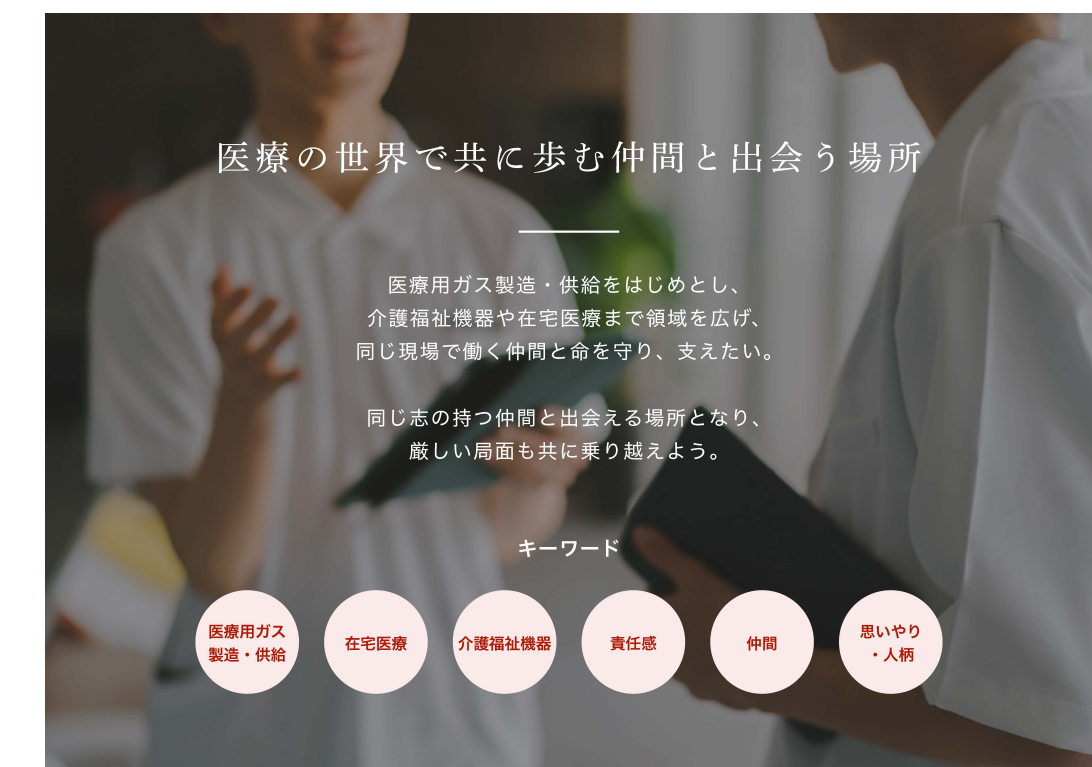 医療の世界で共に歩む仲間と出会う場所
医療用ガス製造・供給をはじめとし、
介護福祉機器や在宅医療まで領域を広げ、
同じ現場で働く仲間と命を守り、支えたい。
同じ志の持つ仲間と出会える場所となり、
厳しい局面も共に乗り越えよう。
キーワード
医療用ガス
製造・供給
在宅医療
介護福祉機器
責任感
仲間
思いやり
・人柄